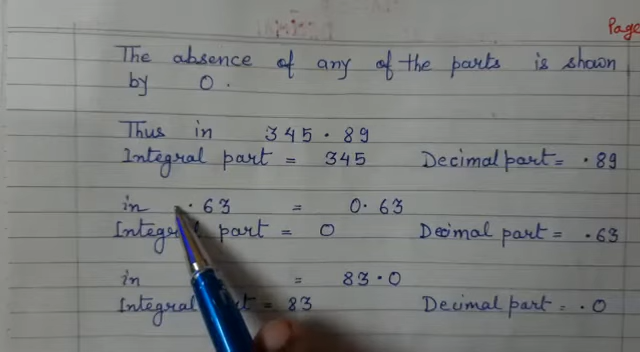 Page
The absence of any of the parts is shown
by 0.
Thus in 345.89
Integral part = 345 Decimal part = .89
in .63 = 0.63
Integral part = 0 Decimal part = .63
in = 83.0
Integral part = 83 Decimal part = .0